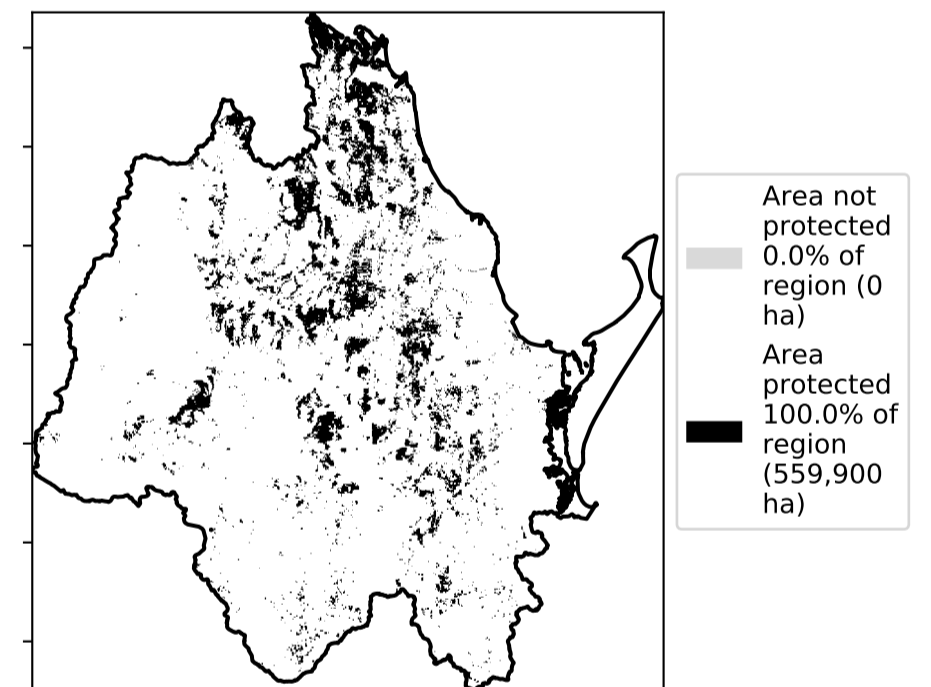 Area not
protected
0.0% of
region (0
ha)
Area
protected
100.0% of
region
(559,900
ha)